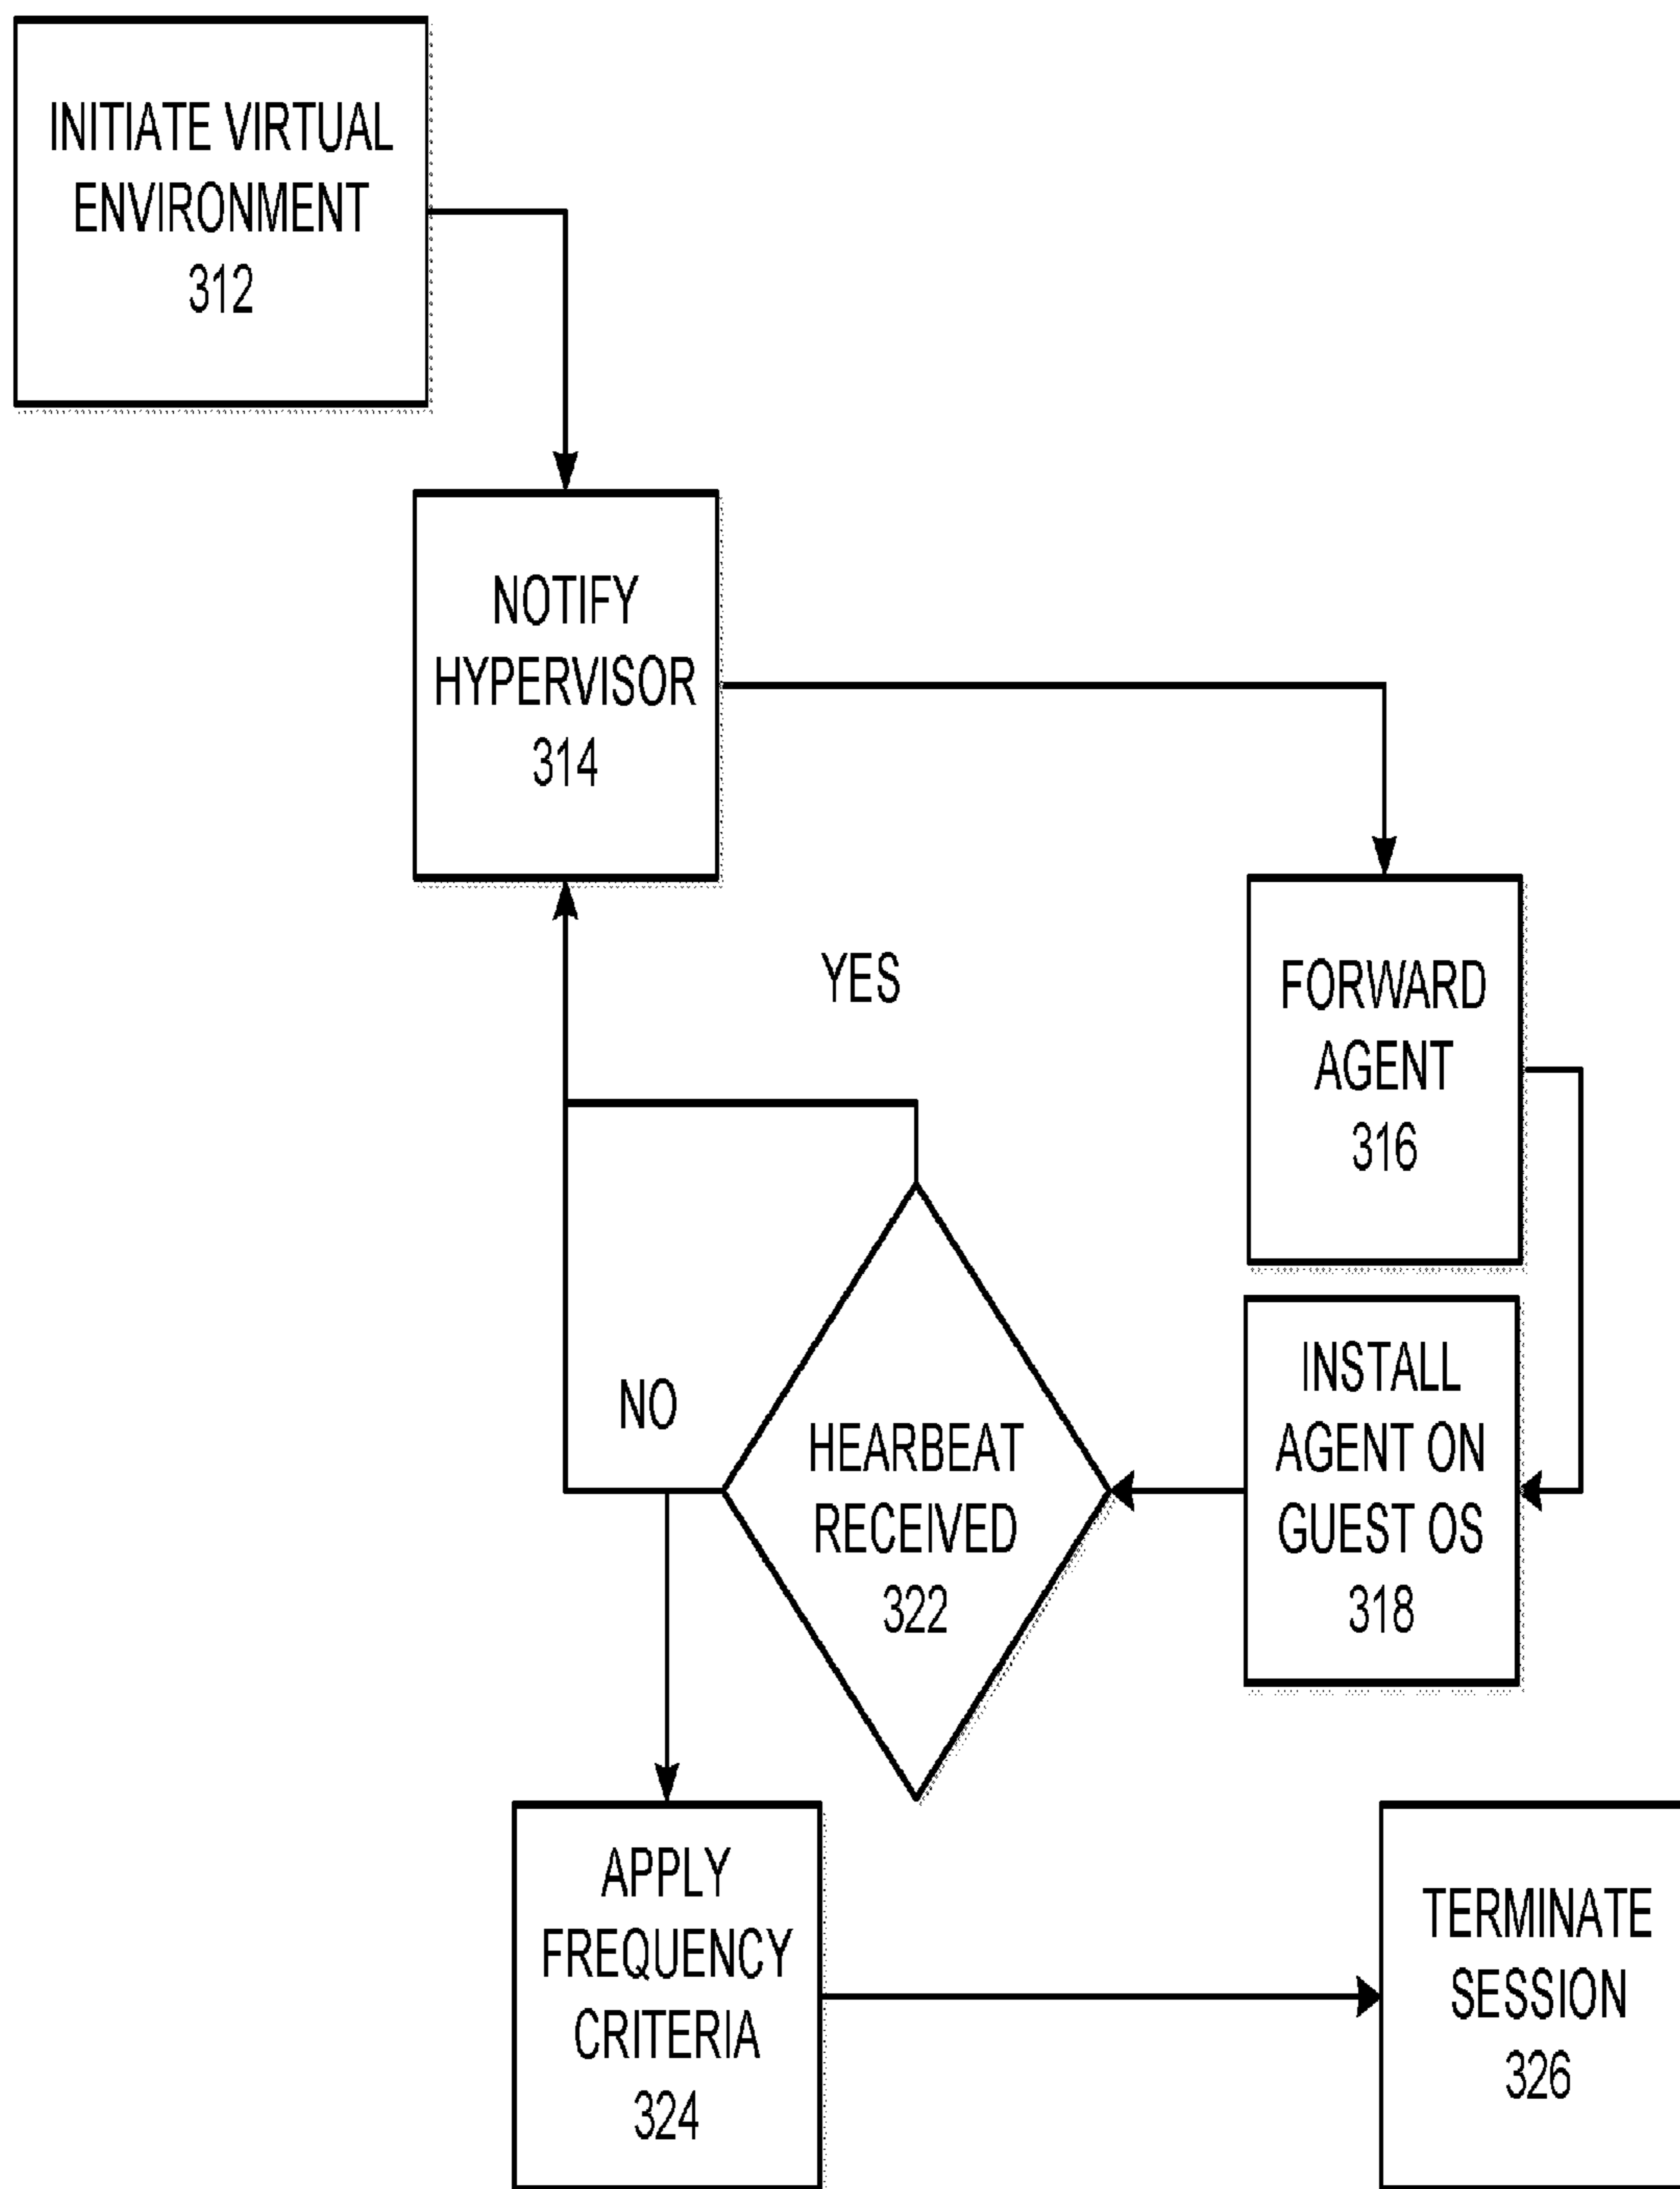 INITIATE VIRTUAL
ENVIRONMENT
312
NOTIFY
HYPERVISOR
314
YES
FORWARD
AGENT
316
NO
HEARBEAT
RECEIVED
322
INSTALL
AGENT ON
GUEST OS
318
APPLY
FREQUENCY
CRITERIA
324
TERMINATE
SESSION
326